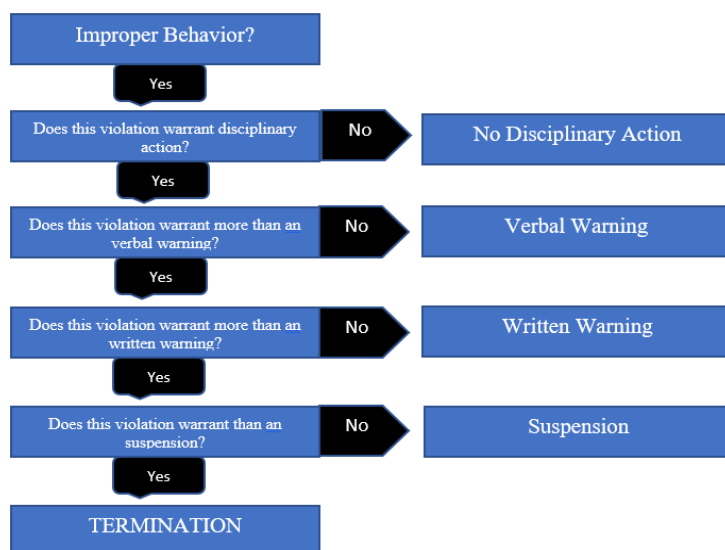 Improper Behavior?
Yes
Does this violation warrant disciplinary
action?
No
No Disciplinary Action
Yes
Does this violation warrant more than an
verbal warning?
No
Verbal Warning
Yes
Does this violation warrant more than an
written warning?
No
Written Warning
Yes
Does this violation warrant than an
suspension?
No
Suspension
Yes
TERMINATION